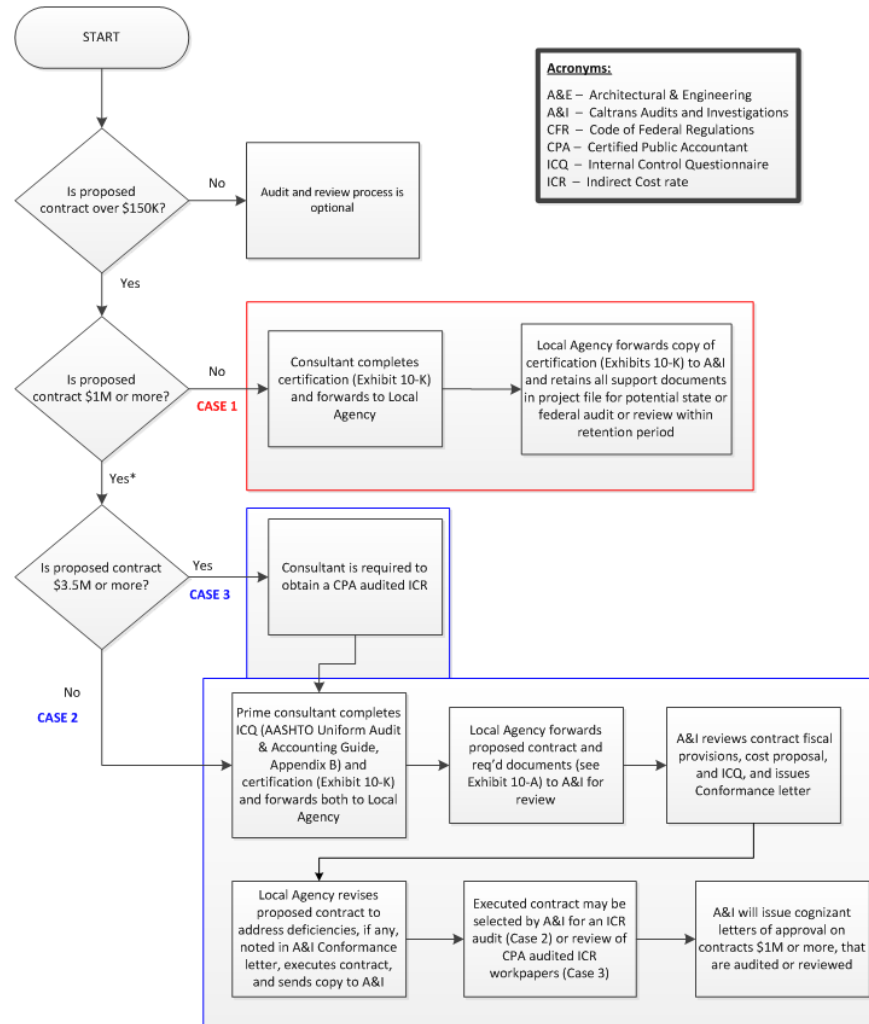 START
Acronyms:
A&E – Architectural & Engineering
A&I – Caltrans Audits and Investigations
CFR – Code of Federal Regulations
CPA – Certified Public Accountant
ICQ – Internal Control Questionnaire
ICR – Indirect Cost rate
Is proposed
contract over $150K?
No
Audit and review process is
optional
Yes
Is proposed
contract $1M or more?
No
CASE 1
Consultant completes
certification (Exhibit 10-K)
and forwards to Local
Agency
Local Agency forwards copy of
certification (Exhibits 10-K) to A&I
and retains all support documents
in project file for potential state or
federal audit or review within
retention period
Yes*
Is proposed contract
$3.5M or more?
Yes
CASE 3
Consultant is required to
obtain a CPA audited ICR
No
CASE 2
Prime consultant completes
ICQ (AASHTO Uniform Audit
& Accounting Guide,
Appendix B) and
certification (Exhibit 10-K)
and forwards both to Local
Agency
Local Agency forwards
proposed contract and
req'd documents (see
Exhibit 10-A) to A&I for
review
A&I reviews contract fiscal
provisions, cost proposal,
and ICQ, and issues
Conformance letter
Local Agency revises
proposed contract to
address deficiencies, if any,
noted in A&I Conformance
letter, executes contract,
and sends copy to A&I
Executed contract may be
selected by A&I for an ICR
audit (Case 2) or review of
CPA audited ICR
workpapers (Case 3)
A&I will issue cognizant
letters of approval on
contracts $1M or more, that
are audited or reviewed